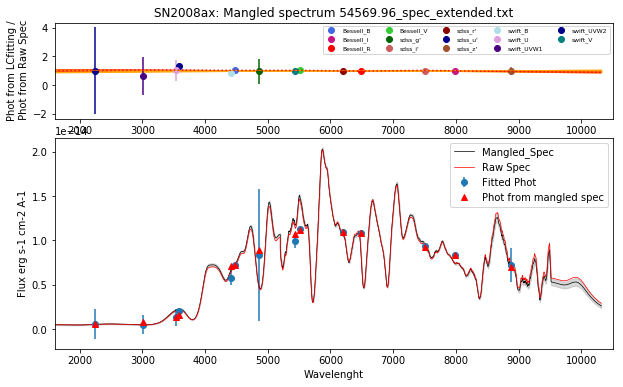 SN2008ax: Mangled spectrum 54569.96_spec_extended.txt
Phot from LCfitting /
Phot from Raw Spec
4
2
0
−2
Bessell_B
Bessell_I
Bessell_R
Bessell_V
sdss_g'
sdss_i'
sdss_r'
sdss_u'
sdss_z'
swift_B
swift_U
swift_UVW1
swift_UVW2
swift_V
2000 3000 4000 5000 6000 7000 8000 9000 10000
1e−14
Flux erg s-1 cm-2 A-1
2.0
1.5
1.0
0.5
0.0
Mangled_Spec
Raw Spec
Fitted Phot
Phot from mangled spec
2000 3000 4000 5000 6000 7000 8000 9000 10000
Wavelenght